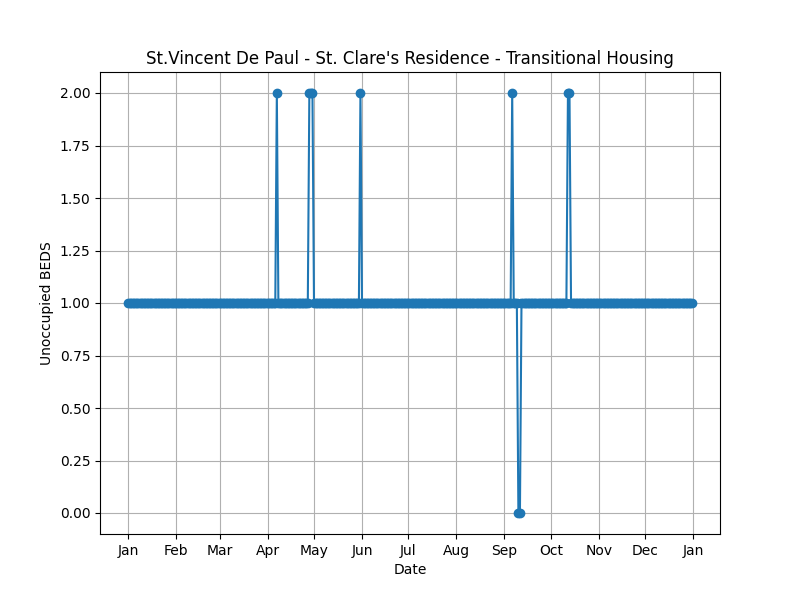 St.Vincent De Paul - St. Clare's Residence - Transitional Housing
2.00
1.75
1.50
1.25
1.00
0.75
0.50
0.25
0.00
Unoccupied BEDS
Jan Feb Mar Apr May Jun Jul Aug Sep Oct Nov Dec Jan
Date